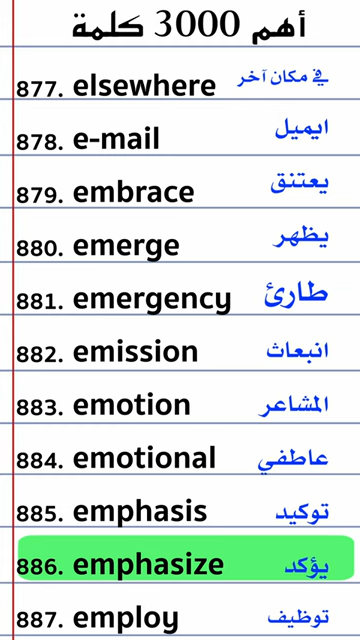 أهم 3000 كلمة
877. elsewhere في مكان آخر
878. e-mail ايميل
879. embrace يعتنق
880. emerge يظهر
881. emergency طارئ
882. emission انبعاث
883. emotion المشاعر
884. emotional عاطفي
885. emphasis توكيد
886. emphasize يؤكد
887. employ توظيف